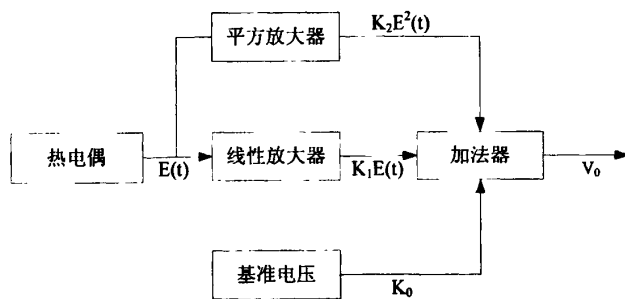 平方放大器
K₂E²(t)
热电偶
E(t)
线性放大器
K₁E(t)
加法器
V₀
基准电压
K₀